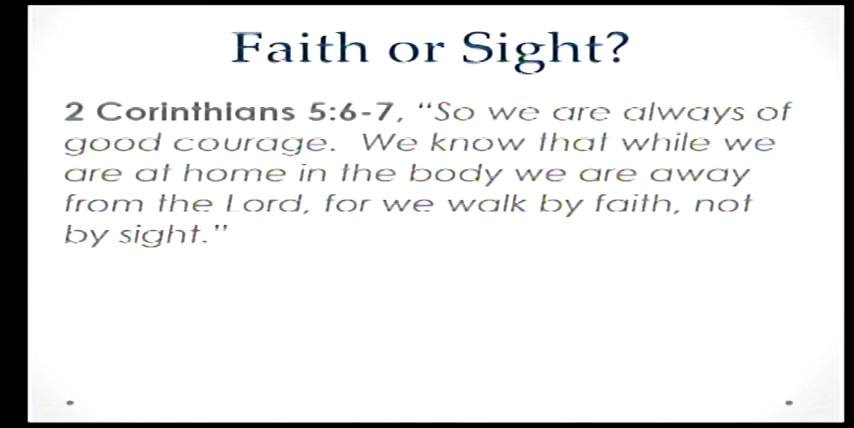 Faith or Sight?
2 Corinthians 5:6-7, “So we are always of
good courage.  We know that while we
are at home in the body we are away
from the Lord, for we walk by faith, not
by sight.”